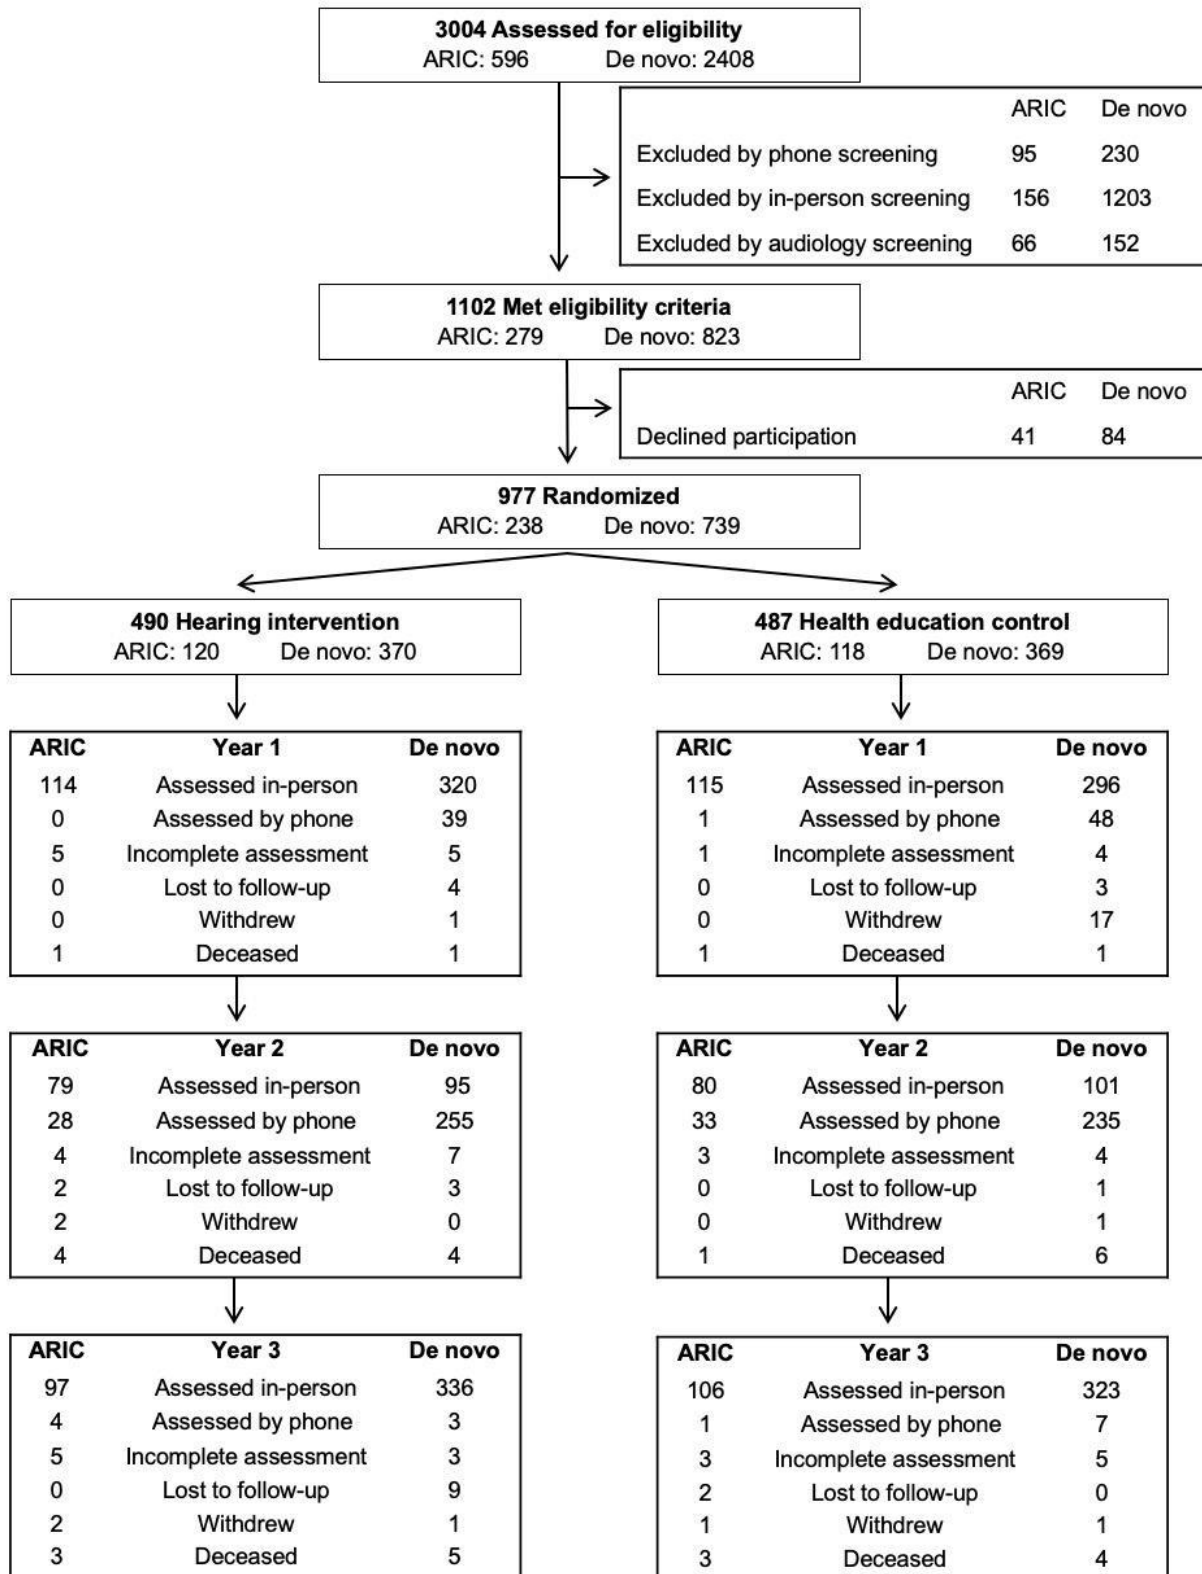 3004 Assessed for eligibility
ARIC: 596 De novo: 2408
ARIC De novo
Excluded by phone screening 95 230
Excluded by in-person screening 156 1203
Excluded by audiology screening 66 152
1102 Met eligibility criteria
ARIC: 279 De novo: 823
ARIC De novo
Declined participation 41 84
977 Randomized
ARIC: 238 De novo: 739
490 Hearing intervention
ARIC: 120 De novo: 370
ARIC Year 1 De novo
114 Assessed in-person 320
0 Assessed by phone 39
5 Incomplete assessment 5
0 Lost to follow-up 4
0 Withdrew 1
1 Deceased 1
ARIC Year 2 De novo
79 Assessed in-person 95
28 Assessed by phone 255
4 Incomplete assessment 7
2 Lost to follow-up 3
2 Withdrew 0
4 Deceased 4
ARIC Year 3 De novo
97 Assessed in-person 336
4 Assessed by phone 3
5 Incomplete assessment 3
0 Lost to follow-up 9
2 Withdrew 1
3 Deceased 5
487 Health education control
ARIC: 118 De novo: 369
ARIC Year 1 De novo
115 Assessed in-person 296
1 Assessed by phone 48
1 Incomplete assessment 4
0 Lost to follow-up 3
0 Withdrew 17
1 Deceased 1
ARIC Year 2 De novo
80 Assessed in-person 101
33 Assessed by phone 235
3 Incomplete assessment 4
0 Lost to follow-up 1
0 Withdrew 1
1 Deceased 6
ARIC Year 3 De novo
106 Assessed in-person 323
1 Assessed by phone 7
3 Incomplete assessment 5
2 Lost to follow-up 0
1 Withdrew 1
3 Deceased 4